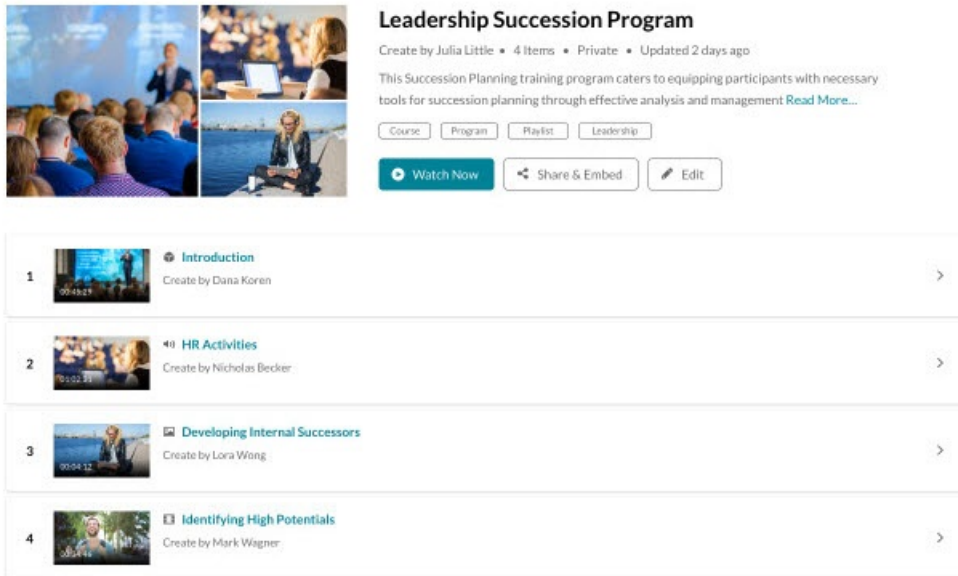 Leadership Succession Program
Create by Julia Little • 4 Items • Private • Updated 2 days ago
This Succession Planning training program caters to equipping participants with necessary
tools for succession planning through effective analysis and management Read More...
Course Program Playlist Leadership
Watch Now Share & Embed Edit
1
Introduction
Create by Dana Koren
2
HR Activities
Create by Nicholas Becker
3
00:04:12
Developing Internal Successors
Create by Lora Wong
4
Identifying High Potentials
Create by Mark Wagner